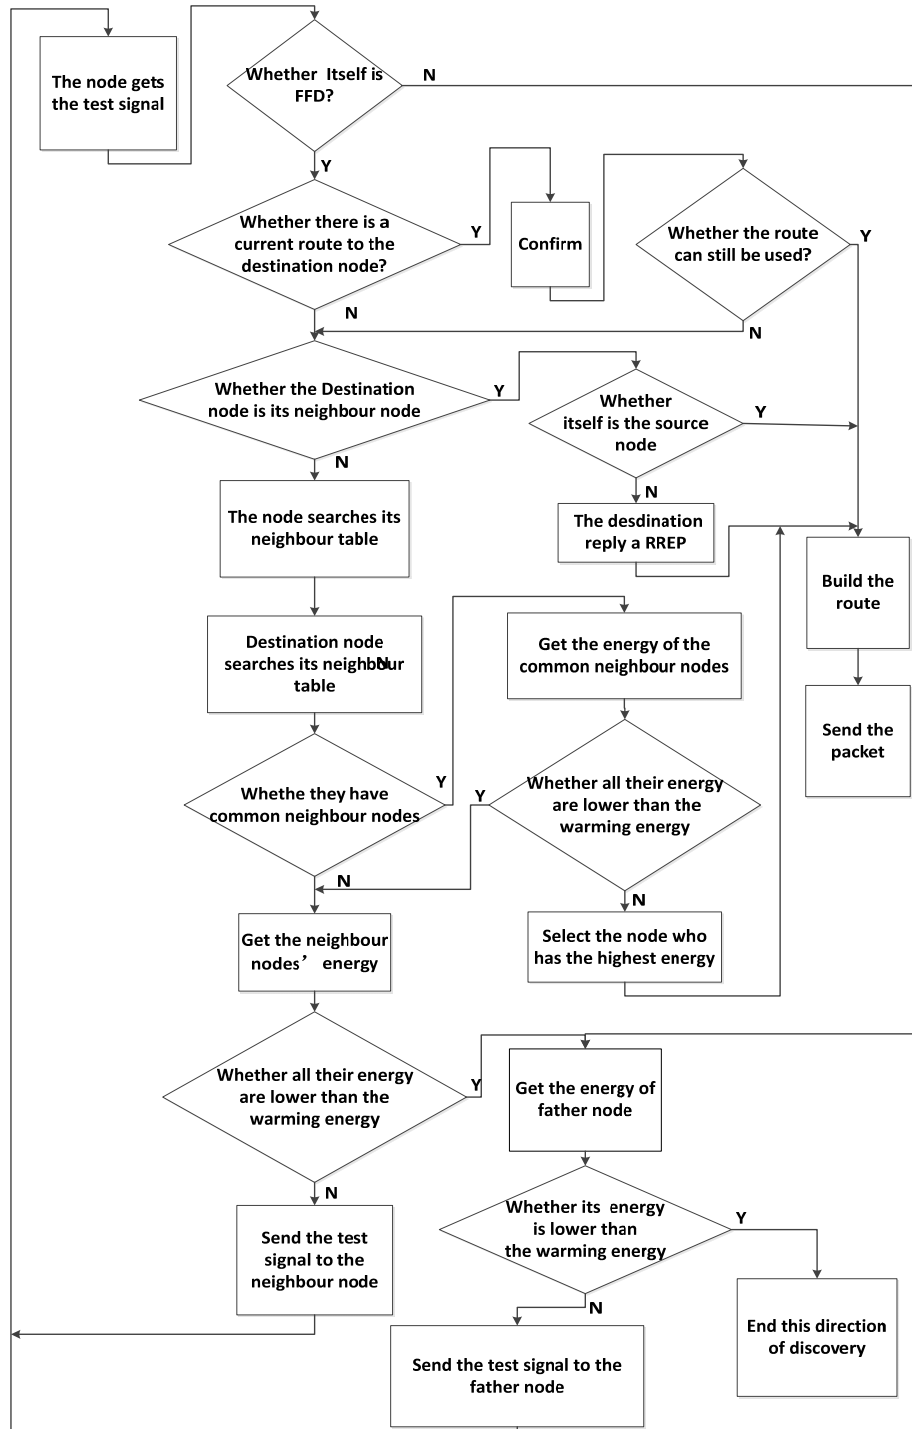 The node gets
the test signal
Whether Itself is
FFD?
N
Y
Whether there is a
current route to the
destination node?
Y
Confirm
Whether the route
can still be used?
Y
N
N
Whether the Destination
node is its neighbour node
Y
Whether
itself is the source
node
Y
N
N
The node searches its
neighbour table
The desdination
reply a RREP
Build the
route
Destination node
searches its neighbour
N
table
Get the energy of the
common neighbour nodes
Send the
packet
Whethe they have
common neighbour nodes
Y
Y
Whether all their energy
are lower than the
warming energy
N
N
Get the neighbour
nodes’ energy
Select the node who
has the highest energy
Whether all their energy
are lower than the
warming energy
Y
Get the energy of
father node
N
Whether its energy
is lower than
the warming energy
Y
Send the test
signal to the
neighbour node
N
End this direction
of discovery
Send the test signal to the
father node